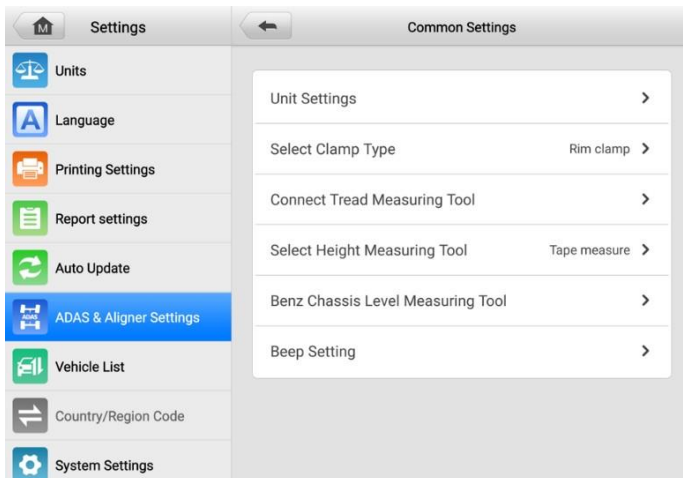 M
Settings
Common Settings
Units
A
Language
Printing Settings
Report settings
Auto Update
ADAS
ADAS & Aligner Settings
Vehicle List
Country/Region Code
System Settings
Unit Settings
Select Clamp Type Rim clamp
Connect Tread Measuring Tool
Select Height Measuring Tool Tape measure
Benz Chassis Level Measuring Tool
Beep Setting